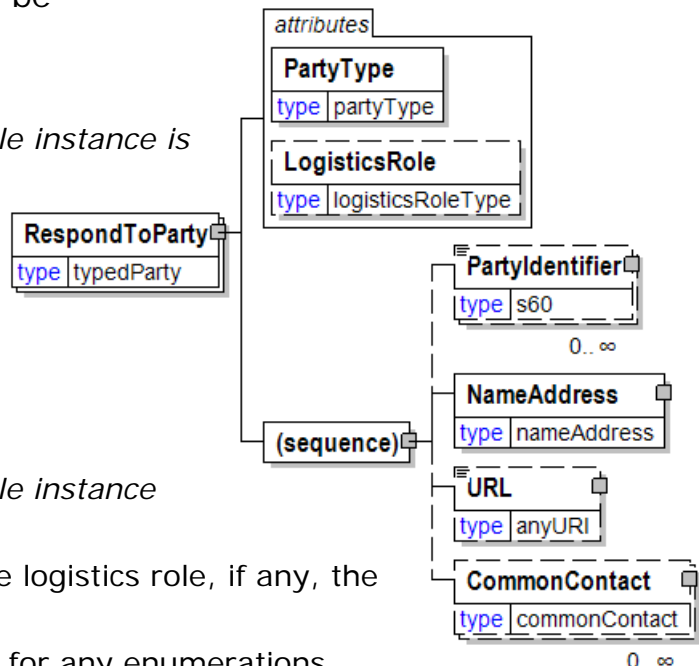 be
attributes
PartyType
type partyType
le instance is
LogisticsRole
type logisticsRoleType
RespondToParty
type typedParty
PartyIdentifier
type s60
0.. ∞
NameAddress
type nameAddress
(sequence)
URL
type anyURI
le instance
e logistics role, if any, the
CommonContact
type commonContact
for any enumerations
0.. ∞